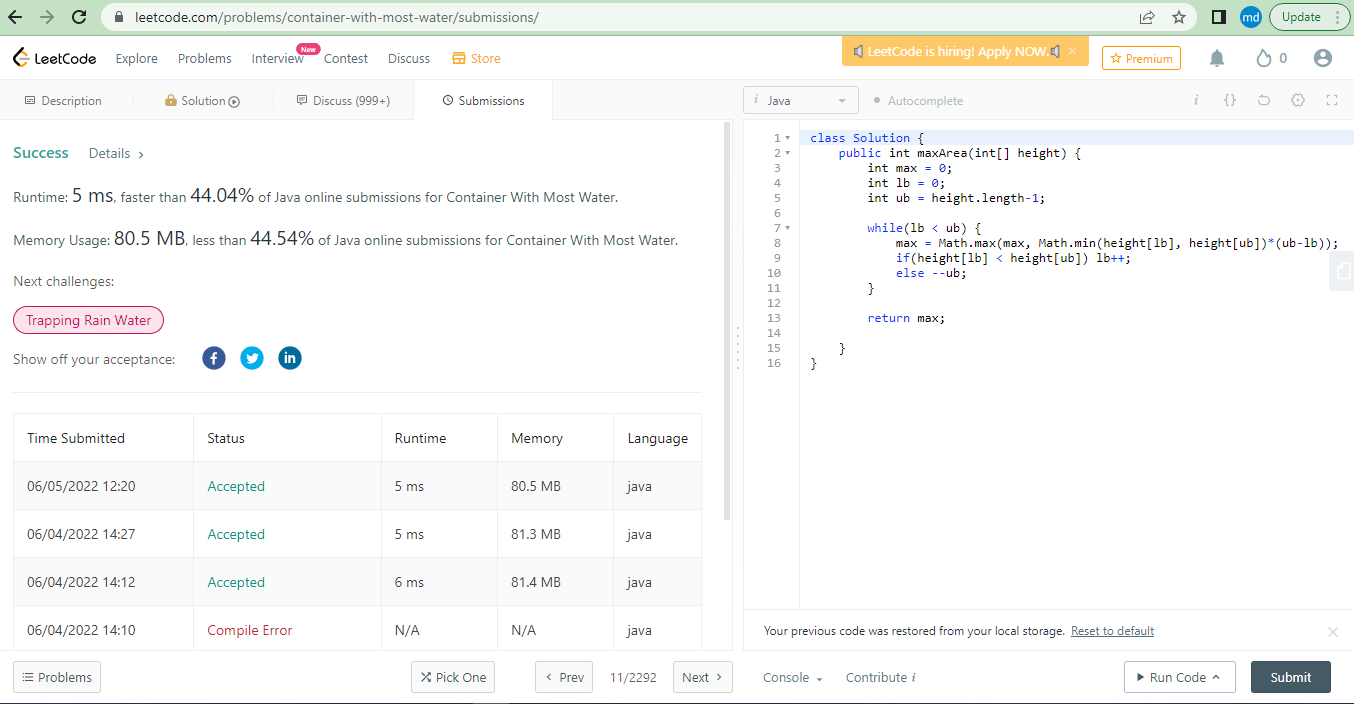 leetcode.com/problems/container-with-most-water/submissions/
md
Update
LeetCode
Explore
Problems
Interview
New
Contest
Discuss
Store
LeetCode is hiring! Apply NOW.
×
Premium
0
Description
Solution
Discuss (999+)
Submissions
i Java
Autocomplete
i
{}
Success Details >
Runtime: 5 ms, faster than 44.04% of Java online submissions for Container With Most Water.
Memory Usage: 80.5 MB, less than 44.54% of Java online submissions for Container With Most Water.
Next challenges:
Trapping Rain Water
Show off your acceptance:
f
in
Time Submitted Status Runtime Memory Language
06/05/2022 12:20 Accepted 5 ms 80.5 MB java
06/04/2022 14:27 Accepted 5 ms 81.3 MB java
06/04/2022 14:12 Accepted 6 ms 81.4 MB java
06/04/2022 14:10 Compile Error N/A N/A java
1 class Solution {
2 public int maxArea(int[] height) {
3 int max = 0;
4 int lb = 0;
5 int ub = height.length-1;
6
7 while(lb < ub) {
8 max = Math.max(max, Math.min(height[lb], height[ub])*(ub-lb));
9 if(height[lb] < height[ub]) lb++;
10 else --ub;
11 }
12
13 return max;
14
15 }
16 }
Your previous code was restored from your local storage. Reset to default
×
Problems
Pick One
< Prev
11/2292
Next >
Console
Contribute i
Run Code
Submit